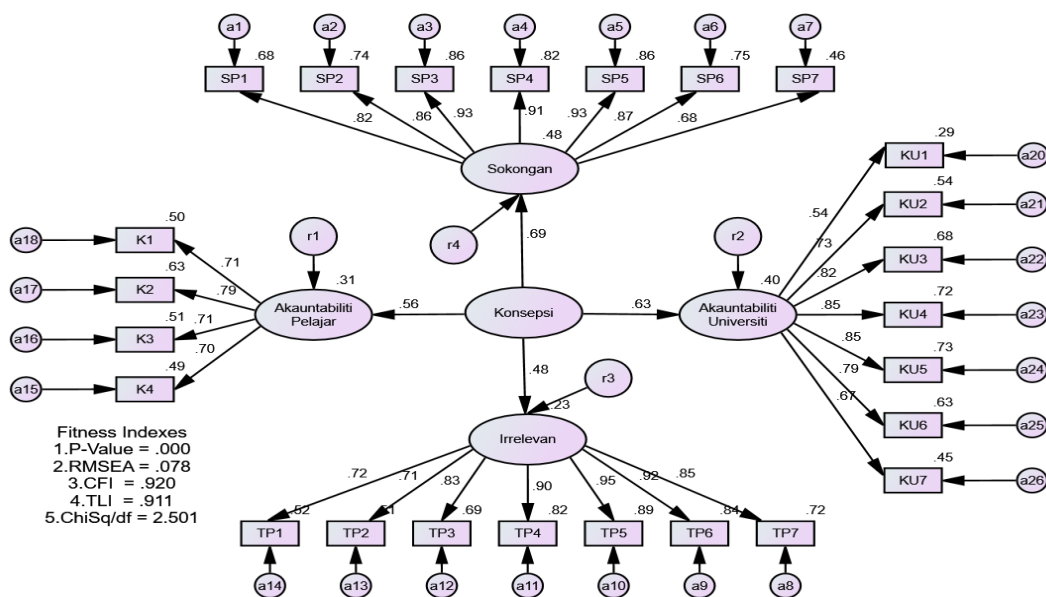 a1 a2 a3 a4 a5 a6 a7
.68 .74 .86 .82 .86 .75 .46
SP1 SP2 SP3 SP4 SP5 SP6 SP7
.82 .86 .93 .91 .93 .87 .68
.48
Sokongan
r4
.69
r1
.31
Akauntabiliti
Pelajar
.56
Konsepsi
.63
r2
.40
Akauntabiliti
Universiti
a18 K1 .50 .71
a17 K2 .63 .79
a16 K3 .51 .71
a15 K4 .49 .70
.54 KU1 .29 a20
.73 KU2 .54 a21
.82 KU3 .68 a22
.85 KU4 .72 a23
.85 KU5 .73 a24
.79 KU6 .63 a25
.67 KU7 .45 a26
.48
r3
.23
Irrelevan
Fitness Indexes
1.P-Value = .000
2.RMSEA = .078
3.CFI = .920
4.TLI = .911
5.ChiSq/df = 2.501
.72 .71 .83 .90 .95 .92 .85
.52 .69 .82 .89 .84 .72
TP1 TP2 TP3 TP4 TP5 TP6 TP7
a14 a13 a12 a11 a10 a9 a8